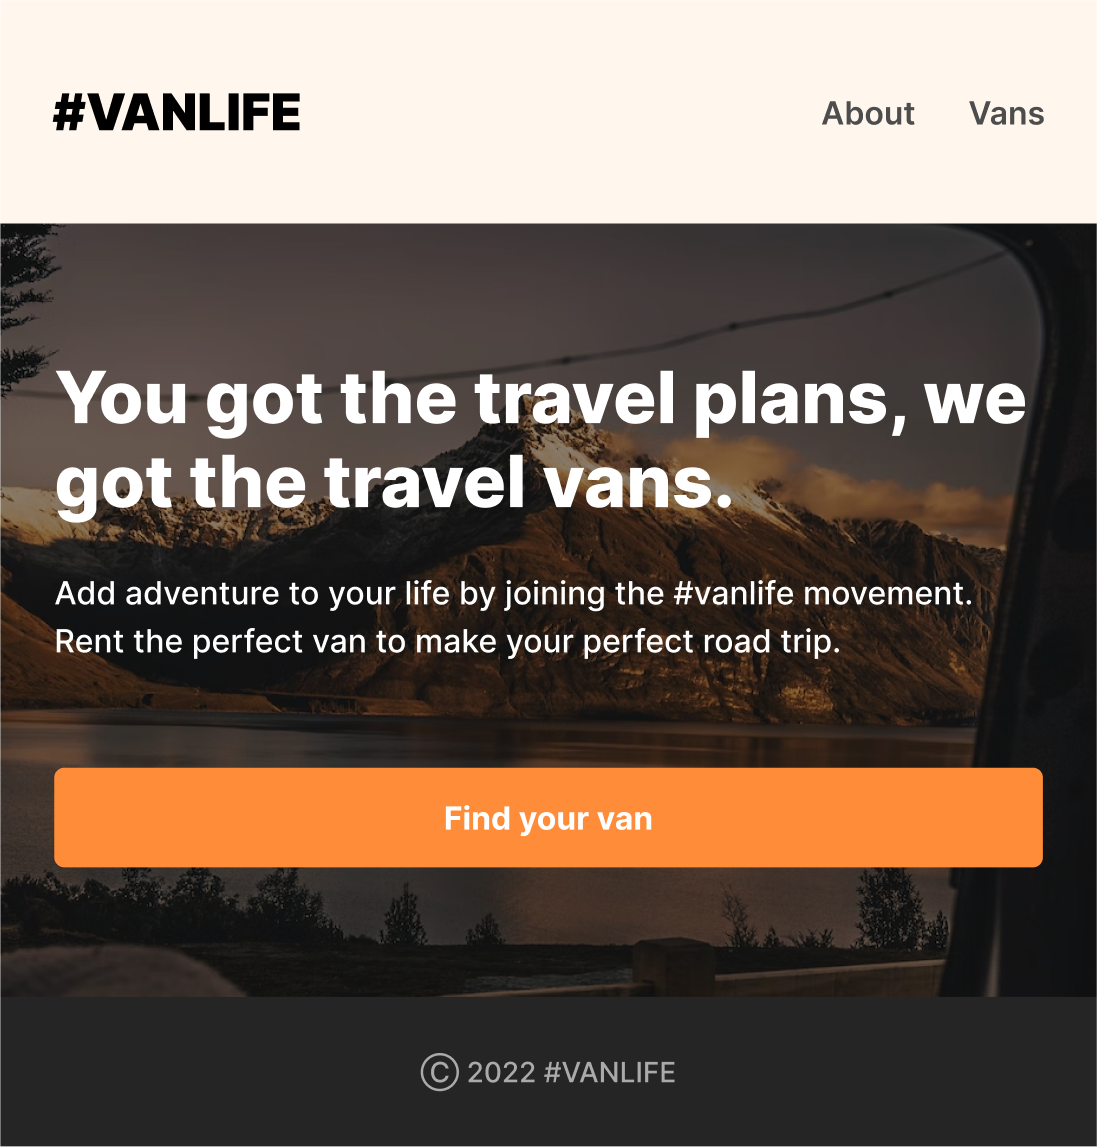 #VANLIFE
About Vans
You got the travel plans, we
got the travel vans.
Add adventure to your life by joining the #vanlife movement.
Rent the perfect van to make your perfect road trip.
Find your van
Ⓒ 2022 #VANLIFE